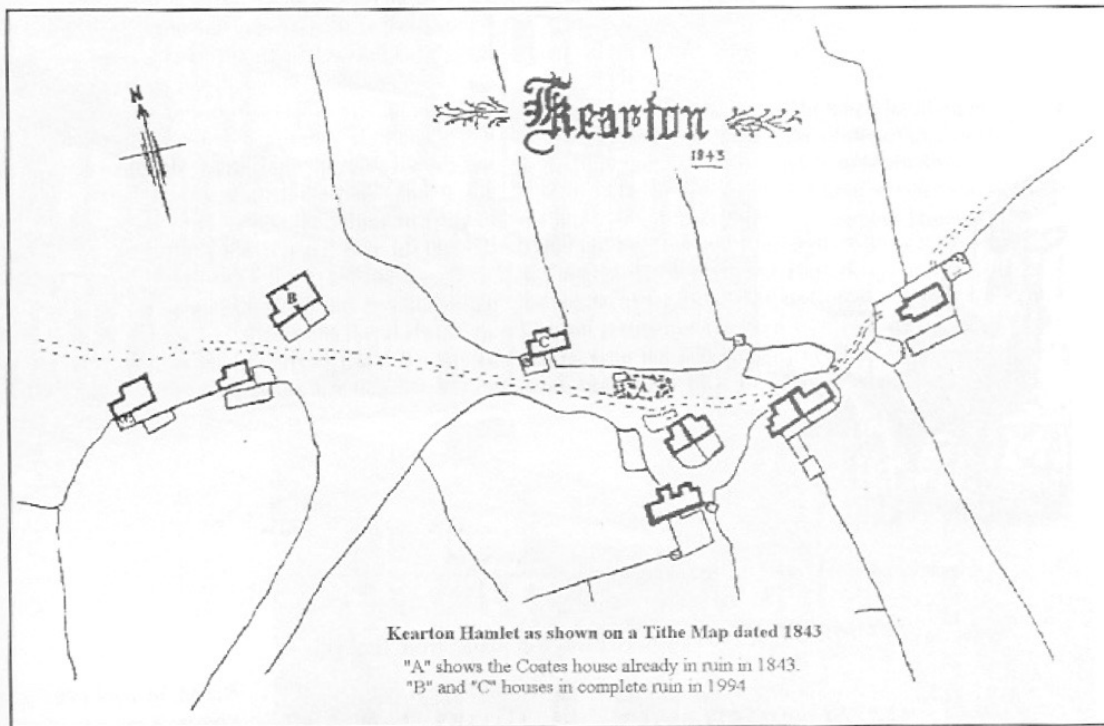 N
Kearton
1843
B
C
A
Kearton Hamlet as shown on a Tithe Map dated 1843
"A" shows the Coates house already in ruin in 1843.
"B" and "C" houses in complete ruin in 1994